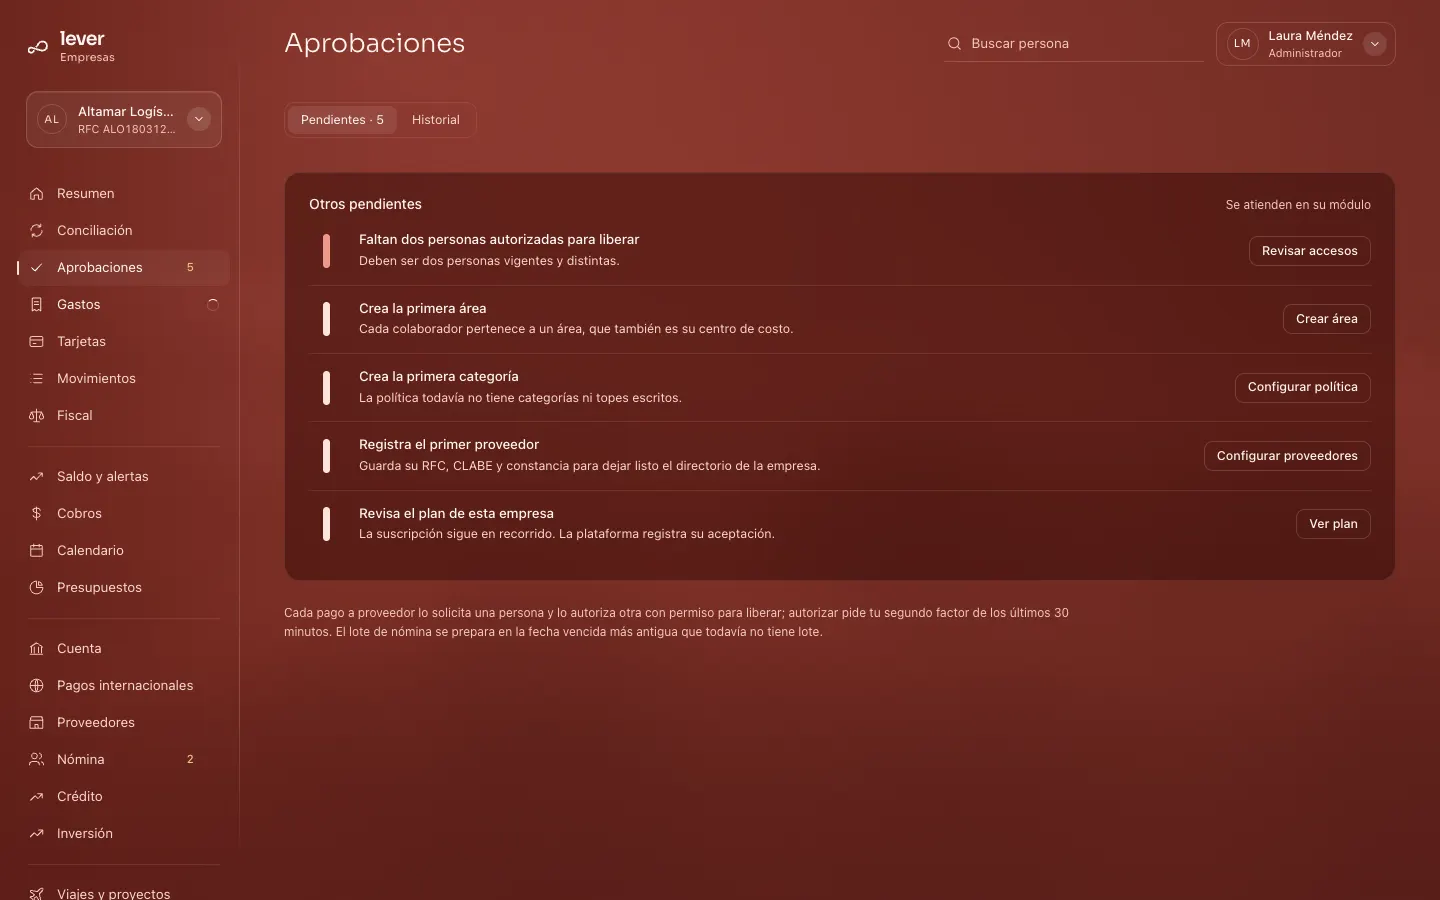 lever
Empresas
AL
Altamar Logís...
RFC ALO180312...
Resumen
Conciliación
Aprobaciones 5
Gastos
Tarjetas
Movimientos
Fiscal
Saldo y alertas
Cobros
Calendario
Presupuestos
Cuenta
Pagos internacionales
Proveedores
Nómina 2
Crédito
Inversión
Viajes y proyectos
Aprobaciones
Buscar persona
LM
Laura Méndez
Administrador
Pendientes · 5
Historial
Otros pendientes
Se atienden en su módulo
Faltan dos personas autorizadas para liberar
Deben ser dos personas vigentes y distintas.
Revisar accesos
Crea la primera área
Cada colaborador pertenece a un área, que también es su centro de costo.
Crear área
Crea la primera categoría
La política todavía no tiene categorías ni topes escritos.
Configurar política
Registra el primer proveedor
Guarda su RFC, CLABE y constancia para dejar listo el directorio de la empresa.
Configurar proveedores
Revisa el plan de esta empresa
La suscripción sigue en recorrido. La plataforma registra su aceptación.
Ver plan
Cada pago a proveedor lo solicita una persona y lo autoriza otra con permiso para liberar; autorizar pide tu segundo factor de los últimos 30
minutos. El lote de nómina se prepara en la fecha vencida más antigua que todavía no tiene lote.